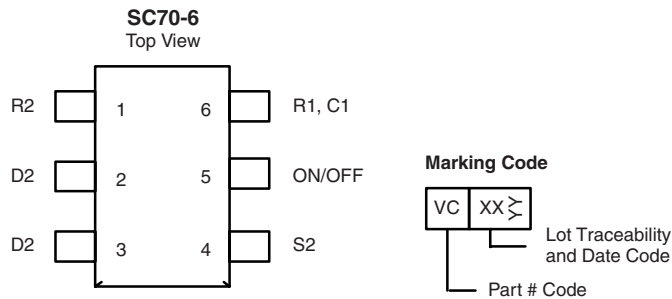 SC70-6
Top View
R2 1 6 R1, C1
D2 2 5 ON/OFF
D2 3 4 S2
Marking Code
VC XX YY
Lot Traceability
and Date Code
Part # Code